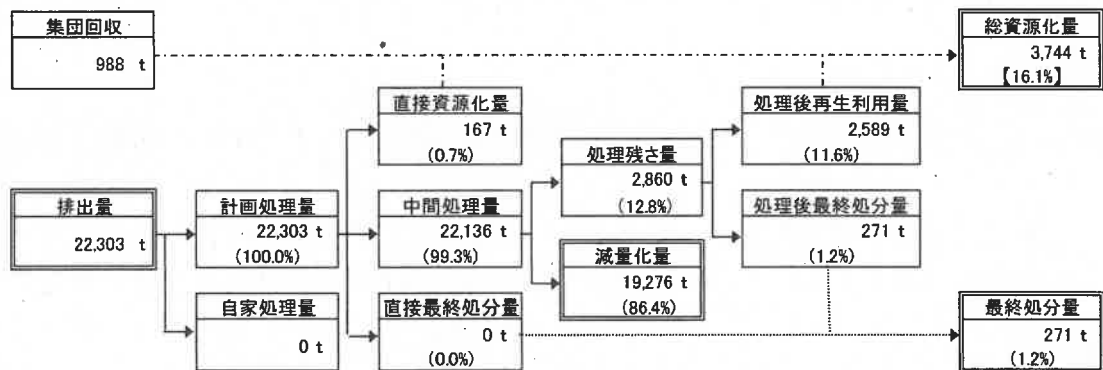 集団回収
988 t
総資源化量
3,744 t
【16.1%】
直接資源化量
167 t
(0.7%)
処理後再生利用量
2,589 t
(11.6%)
処理残さ量
2,860 t
(12.8%)
排出量
22,303 t
計画処理量
22,303 t
(100.0%)
中間処理量
22,136 t
(99.3%)
処理後最終処分量
271 t
(1.2%)
減量化量
19,276 t
(86.4%)
自家処理量
0 t
直接最終処分量
0 t
(0.0%)
最終処分量
271 t
(1.2%)